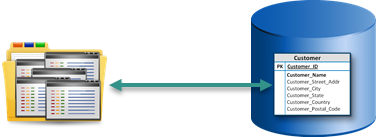 Customer
PK Customer_ID
Customer_Name
Customer_Street_Addr
Customer_City
Customer_State
Customer_Country
Customer_Postal_Code